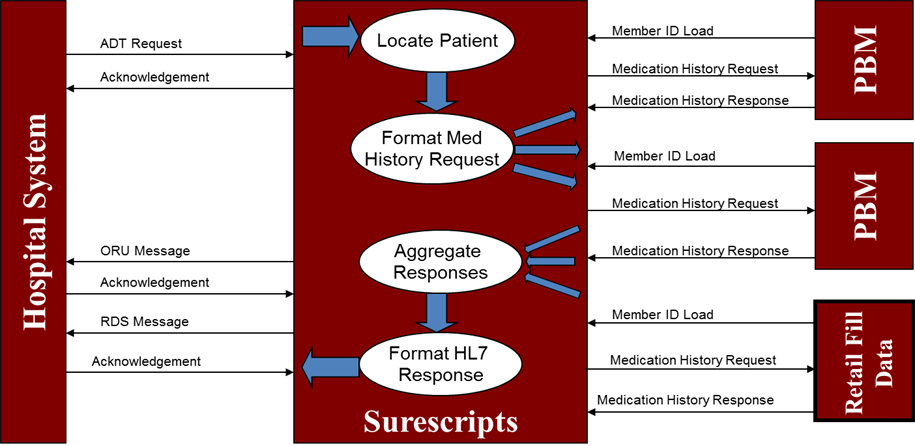 Hospital System
ADT Request
Acknowledgement
ORU Message
Acknowledgement
RDS Message
Acknowledgement
Locate Patient
Format Med
History Request
Aggregate
Responses
Format HL7
Response
Surescripts
Member ID Load
Medication History Request
Medication History Response
PBM
Member ID Load
Medication History Request
Medication History Response
PBM
Member ID Load
Medication History Request
Medication History Response
Retail Fill
Data